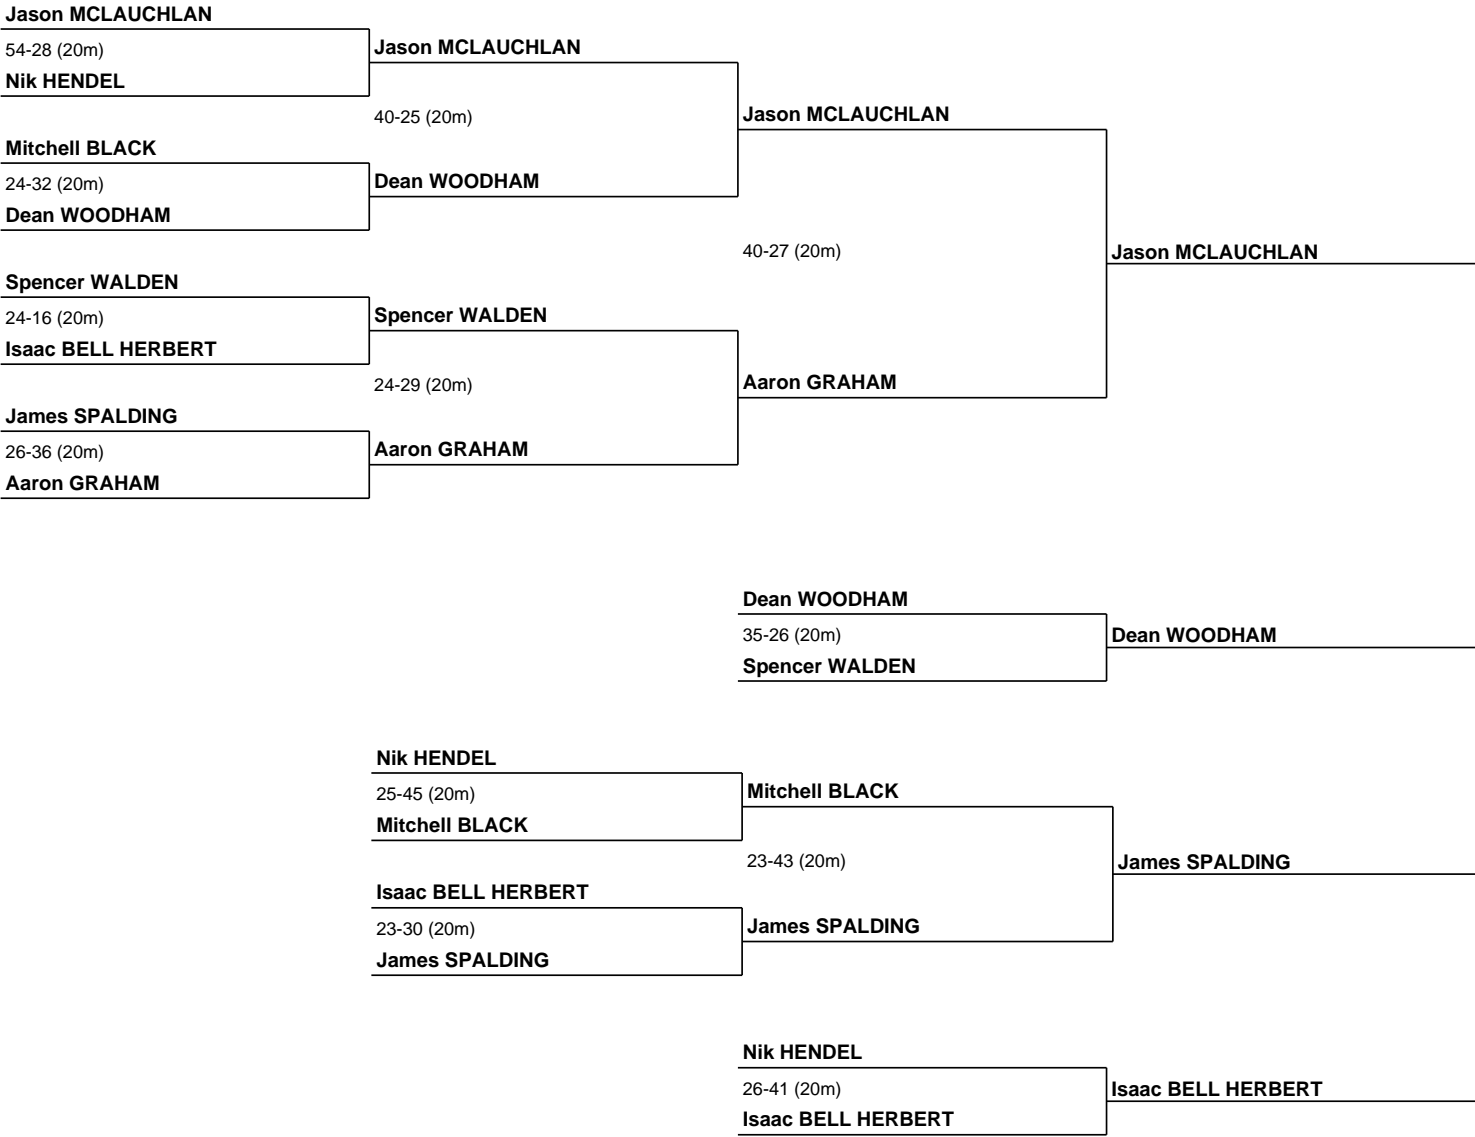 Jason MCLAUCHLAN
54-28 (20m)
Nik HENDEL
Mitchell BLACK
24-32 (20m)
Dean WOODHAM
Spencer WALDEN
24-16 (20m)
Isaac BELL HERBERT
James SPALDING
26-36 (20m)
Aaron GRAHAM
Jason MCLAUCHLAN
40-25 (20m)
Dean WOODHAM
Spencer WALDEN
24-29 (20m)
Aaron GRAHAM
Jason MCLAUCHLAN
40-27 (20m)
Aaron GRAHAM
Jason MCLAUCHLAN
Dean WOODHAM
35-26 (20m)
Spencer WALDEN
Dean WOODHAM
Nik HENDEL
25-45 (20m)
Mitchell BLACK
Isaac BELL HERBERT
23-30 (20m)
James SPALDING
Mitchell BLACK
23-43 (20m)
James SPALDING
James SPALDING
Nik HENDEL
26-41 (20m)
Isaac BELL HERBERT
Isaac BELL HERBERT